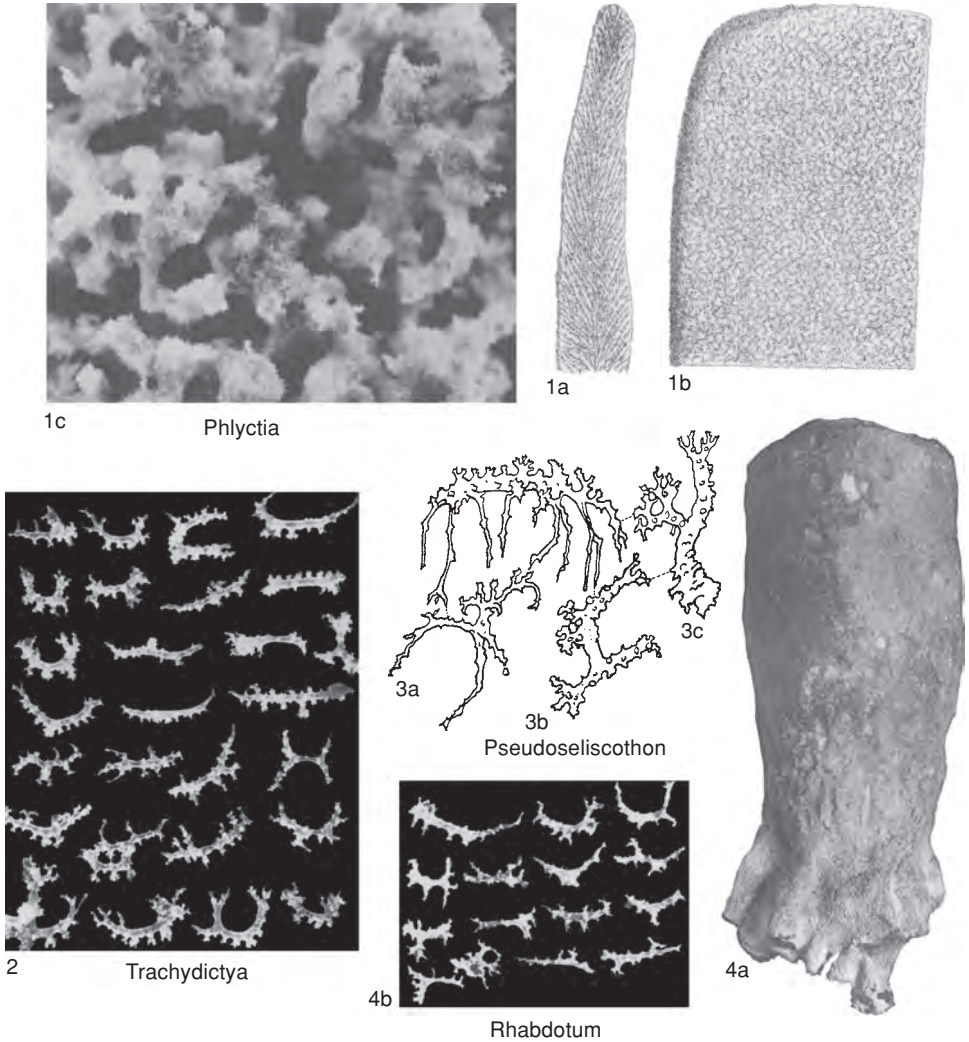 1c
Phlyctia
1a
1b
3a
3b
3c
Pseudoseliscothon
2
Trachydictya
4b
Rhabdotum
4a